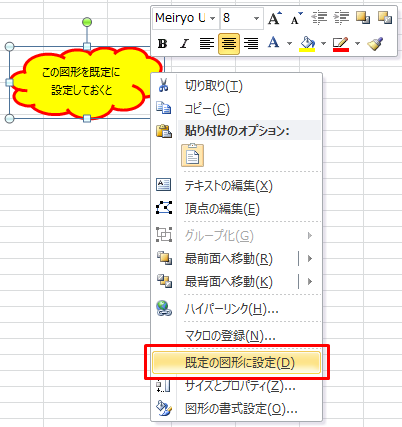 Meiryo U
8
A
A
B
I
A
この図形を既定に
設定しておくと
切り取り(T)
コピー(C)
貼り付けのオプション:
テキストの編集(X)
頂点の編集(E)
グループ化(G)
最前面へ移動(R)
最背面へ移動(K)
ハイパーリンク(H)...
マクロの登録(N)...
既定の図形に設定(D)
サイズとプロパティ(Z)...
図形の書式設定(O)...